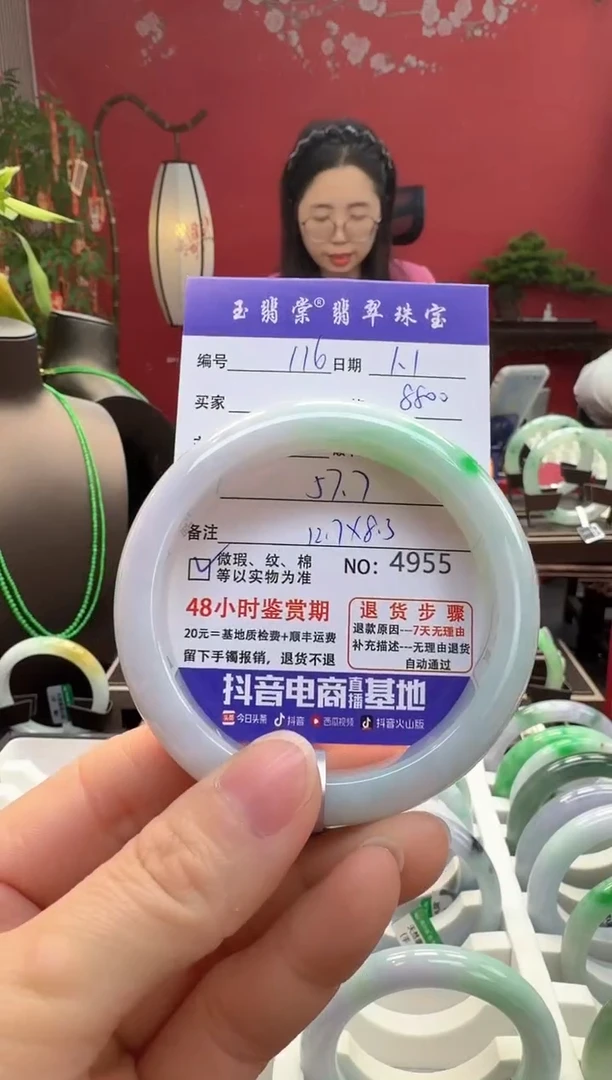 玉翡棠®翡翠珠宝
编号 116 日期 1.1
买家 8800
57.7
备注 12.7X8.3
微瑕、纹、棉
等以实物为准
NO: 4955
48小时鉴赏期
20元=基地质检费+顺丰运费
留下手镯报销，退货不退
退货步骤
退款原因---7天无理由
补充描述---无理由退货
自动通过
抖音电商直播基地
头条 今日头条 抖音 西瓜视频 抖音火山版